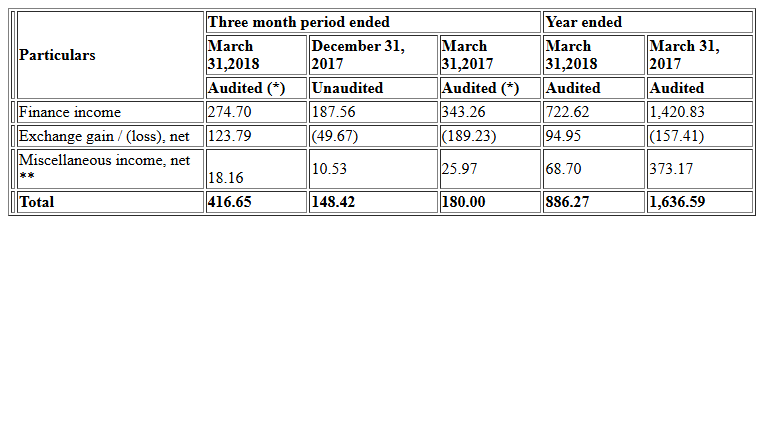 Particulars Three month period ended Year ended
March 31,2018 December 31, 2017 March 31,2017 March 31,2018 March 31, 2017
Audited (*) Unaudited Audited (*) Audited Audited
Finance income 274.70 187.56 343.26 722.62 1,420.83
Exchange gain / (loss), net 123.79 (49.67) (189.23) 94.95 (157.41)
Miscellaneous income, net ** 18.16 10.53 25.97 68.70 373.17
Total 416.65 148.42 180.00 886.27 1,636.59